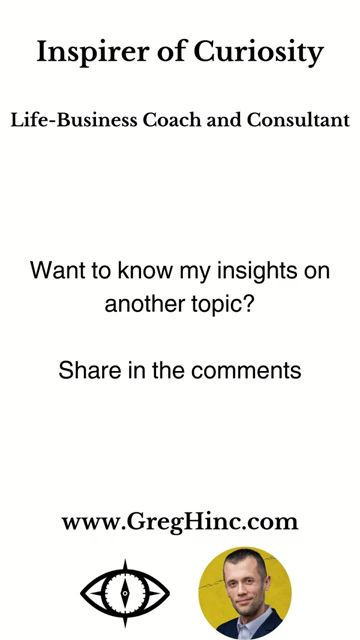 Inspirer of Curiosity
Life-Business Coach and Consultant
Want to know my insights on
another topic?
Share in the comments
www.GregHinc.com